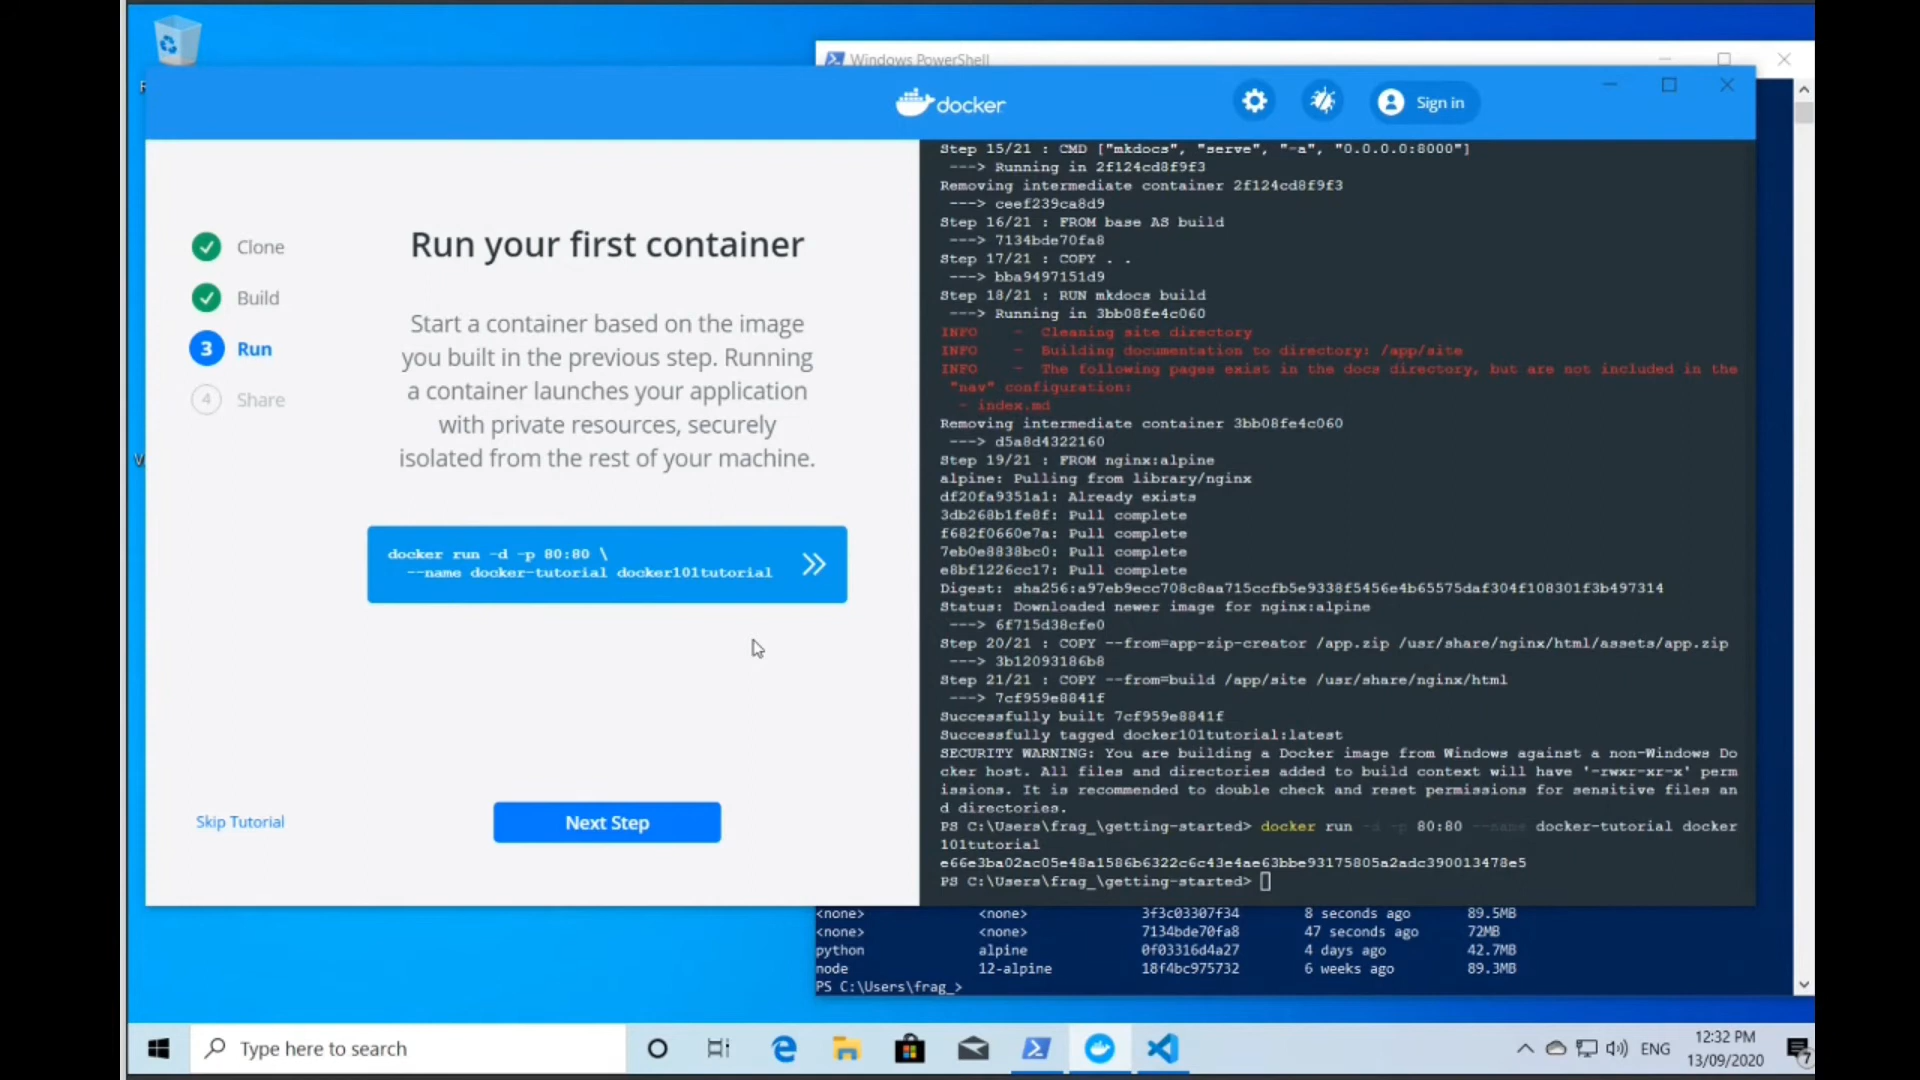 Windows PowerShell
docker
Sign in
Clone
Build
3 Run
4 Share
Run your first container
Start a container based on the image
you built in the previous step. Running
a container launches your application
with private resources, securely
isolated from the rest of your machine.
docker run -d -p 80:80 \
--name docker-tutorial docker101tutorial
Skip Tutorial
Next Step
Step 15/21 : CMD ["mkdocs", "serve", "-a", "0.0.0.0:8000"]
---> Running in 2f124cd8f9f3
Removing intermediate container 2f124cd8f9f3
---> ceef239ca8d9
Step 16/21 : FROM base AS build
---> 7134bde70fa8
Step 17/21 : COPY . .
---> bba9497151d9
Step 18/21 : RUN mkdocs build
---> Running in 3bb08fe4c060
INFO - Cleaning site directory
INFO - Building documentation to directory: /app/site
INFO - The following pages exist in the docs directory, but are not included in the
"nav" configuration:
- index.md
Removing intermediate container 3bb08fe4c060
---> d5a8d4322160
Step 19/21 : FROM nginx:alpine
alpine: Pulling from library/nginx
df20fa9351a1: Already exists
3db268b1fe8f: Pull complete
f682f0660e7a: Pull complete
7eb0e8838bc0: Pull complete
e8bf1226cc17: Pull complete
Digest: sha256:a97eb9ecc708c8aa715ccfb5e9338f5456e4b65575daf304f108301f3b497314
Status: Downloaded newer image for nginx:alpine
---> 6f715d38cfe0
Step 20/21 : COPY --from=app-zip-creator /app.zip /usr/share/nginx/html/assets/app.zip
---> 3b12093186b8
Step 21/21 : COPY --from=build /app/site /usr/share/nginx/html
---> 7cf959e8841f
Successfully built 7cf959e8841f
Successfully tagged docker101tutorial:latest
SECURITY WARNING: You are building a Docker image from Windows against a non-Windows Do
cker host. All files and directories added to build context will have '-rwxr-xr-x' perm
issions. It is recommended to double check and reset permissions for sensitive files an
d directories.
PS C:\Users\frag_\getting-started> docker run -d -p 80:80 --name docker-tutorial docker
101tutorial
e66e3ba02ac05e48a1586b6322c6c43e4ae63bbe93175805a2adc390013478e5
PS C:\Users\frag_\getting-started>
<none> <none> 3f3c03307f34 8 seconds ago 89.5MB
<none> <none> 7134bde70fa8 47 seconds ago 72MB
python alpine 0f03316d4a27 4 days ago 42.7MB
node 12-alpine 18f4bc975732 6 weeks ago 89.3MB
PS C:\Users\frag_>
Type here to search
ENG
12:32 PM
13/09/2020
7